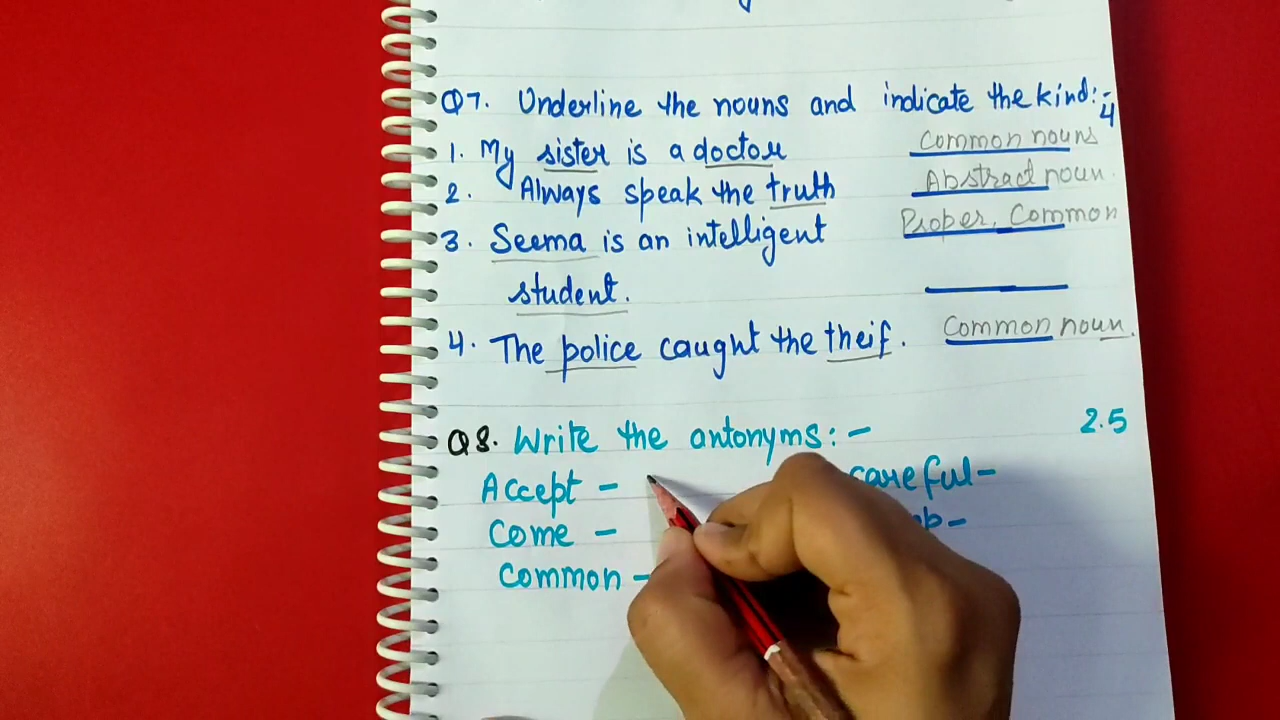 Q7. Underline the nouns and indicate the kind:-
4
1. My sister is a doctor Common nouns
2. Always speak the truth Abstract noun.
3. Seema is an intelligent Proper, Common
student.
4. The police caught the theif. Common noun.
Q8. Write the antonyms:- 2.5
Accept - careful-
Come -
Common -